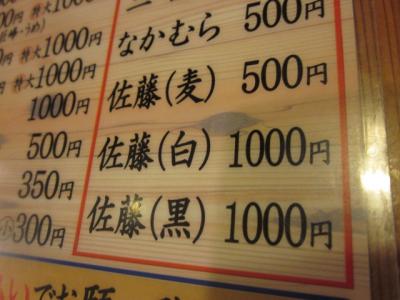 なかむら 500円
佐藤(麦) 500円
佐藤(白) 1000円
佐藤(黒) 1000円
円 特大1000円
特大1000円
1000円
500円
350円
小300円